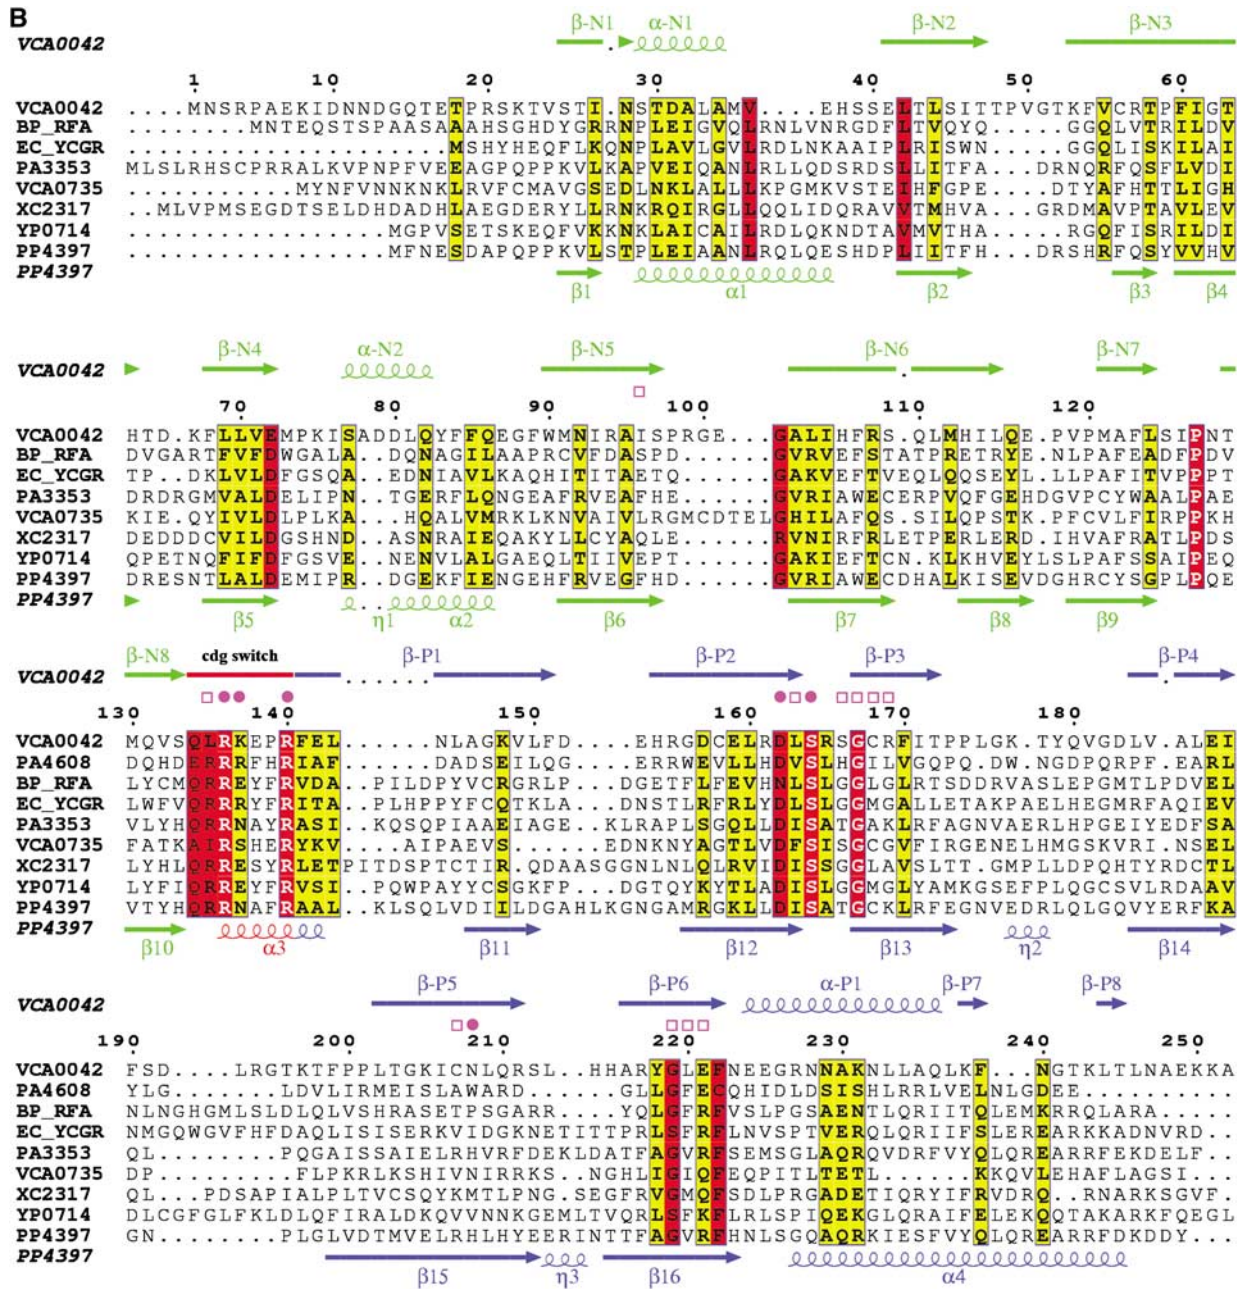 B
β-N1 α-N1 β-N2 β-N3
VCA0042
1 10 20 30 40 50 60
VCA0042 ....MNSRPAEKIDNNDGQTETPRSKTVSTI.NSTDALAMV....EHSSELTLSITTPVGTKFVCRTPFIGT
BP_RFA ........MNTEQSTSPAASAAAHSGHDYGRRNPLEIGVQLRNLVNRGDFLTVQYQ....GGQLVTRILDV
EC_YCGR .....................MSHYHEQFLKQNPLAVLGVLRDLNKAAIPLRISWN....GGQLISKILAI
PA3353 MLSLRHSCPRRALKVPNPFVEEAGPQPPKVLKAPVEIQANLRLLQDSRDSLLITFA...DRNQRFQSLVLDV
VCA0735 ...........MYNFVNNKNKLRVFCMAVGSEDLNKLALLLKPGMKVSTEIHFGPE....DTYAFHTTLIGH
XC2317 ..MLVPMSEGDTSELDHDADHLAEGDERYLLRNKRQIRGLLQQLIDQRAVVTMHVA...GRDMAVPTAVLEV
YP0714 .................MGPVSETSKEQFVKKNKLAICAILRDLQKNDTAVMVTHA....RGQFISRILDI
PP4397 .................MFNESDAPQPPKVLSTPLEIAANLRQLQESHDPLIITFH...DRSHRFQSYVVHV
PP4397
β1 α1 β2 β3 β4
β-N4 α-N2 β-N5 β-N6 β-N7
VCA0042
70 80 90 100 110 120
VCA0042 HTD.KFLLVEMPKISADDLQYFFQEGFWMNIRAISPRGE...GALIHFRS.QLMHILQE.PVPMAFLSIPNT
BP_RFA DVGARTFVFDWGALA..DQNAGILAAPRCVFDASPD......GVRVEFSTATPRETRYE.NLPAFEADFPDV
EC_YCGR TP..DKLVLDFGSQA..EDNIAVLKAQHITITAETQ......GAKVEFTVEQLQQSEYL.LLPAFITVPPPT
PA3353 DRDRGMVALDELIPN..TGERFLQNGEAFRVEAFHE......GVRIAWECERPVQFGEHDGVPCYWAALPAE
VCA0735 KIE.QYIVLDLPLKA...HQALVMRKLKNVAIVLRGMCDTELGHILAFQS.SILQPSTK.PFCVLFIRPPKH
XC2317 DEDDDCVILDGSHND..ASNRAIEQAKYLLCYAQLE......RVNIRFRLETPERLERD.IHVAFRATLPDS
YP0714 QPETNQFIFDFGSVE..NENVLALGAEQLTIIVEPT......GAKIEFTCN.KLKHVEYLSLPAFSSAIPEQ
PP4397 DRESNTLALDEMIPR..DGEKFIENGEHFRVEGFHD......GVRIAWECDHALKISEVDGHRCYSGPLPQE
PP4397
β5 η1 α2 β6 β7 β8 β9
β-N8 cdg switch β-P1 β-P2 β-P3 β-P4
VCA0042
130 140 150 160 170 180
VCA0042 MQVSQLRKEPRFEL......NLAGKVLFD....EHRGDCELRDLSRSGCRFITPPLGK.TYQVGDLV.ALEI
PA4608 DQHDERRRFHRIAF......DADSEILQG....ERRWEVLLHDVSLHGILVGQPQ.DW.NGDPQRPF.EARL
BP_RFA LYCMQRREYFRVDA..PILDPYVCRGRLP...DGETFLFEVHNLSLGGLGLRTSDDRVASLEPGMTLPDVEL
EC_YCGR LWFVQRRRYFRITA..PLHPPYFCQTKLA...DNSTLRFRLYDLSLGGMGALLETAKPAELHEGMRFAQIEV
PA3353 VLYHQRRNAYRASI..KQSQPIAAEIAGE..KLRAPLSGQLLDISATGAKLRFAGNVAERLHPGEIYEDFSA
VCA0735 FATKAIRSHERYKV....AIPAEVS.......EDNKNYAGTLVDFSISGCGVRIRGENELHMGSKVRI.NSEL
XC2317 LYHLQRRESYRLETPITDSPTCTIR.QDAASGGNLNLQLRVIDISSSGLAVSLTT.GMPLLDPQHTYRDCTL
YP0714 LYFIQRREYFRVSI..PQWPAYYCSGKFP...DGTQYKYTLADISLGGMGLYAMKGSEFPLQGCSVLRDAAV
PP4397 VTYHQRRNAFRAAL..KLSQLVDIILDGAHLKGNGAMRGKLLDISATGCKLRFEGNVEDRLQLGQVYERFKA
PP4397
β10 α3 β11 β12 β13 η2 β14
β-P5 β-P6 α-P1 β-P7 β-P8
VCA0042
190 200 210 220 230 240 250
VCA0042 FSD....LRGTKTFPPLTGKICNLQRSL..HHARYGLEFNEEGRNNAKNLLAQLKF...NGTKLTLNAEKKA
PA4608 YLG.......LDVLIRMEISLAWARD......GLLGFECQHIDLDSISHLRRLVELNLGDEE..........
BP_RFA NLNGHGMLSLDLQLVSHRASETPSGARR....YQLGFRFVSLPGSAENTLQRIITQLEMKRRQLARA.....
EC_YCGR NMGQWGVFHFDAQLISISERKVIDGKNETITTPRLSFRFLNVSPTVERQLQRIIFSLEREARKKADNVRD..
PA3353 QL.......PQGAISSAIELRHVRFDEKLDATFAGVRFSEMSGLAQRQVDRFVYQLQREARRFEKDELF..
VCA0735 DP........FLPKRLKSHIVNIRRKS..NGHLIGIQFEQPITLTETL......KKQVLEHAFLAGSI....
XC2317 QL...PDSAPIALPLTVCSQYKMTLPNG.SEGFRVGMQFSDLPRGADETIQRYIFRVDRQ..RNARKSGVF.
YP0714 DLCGFGLFKLDLQFIRALDKQVVNNKGEMLTVQRLSFKFLRLSPIQEKGLQRAIFELEKQQTAKARKFQEGL
PP4397 GN.......PLGLVDTMVELRHLHYEERINTTFAGVRFHNLSGQAQRKIESFVYQLQREARRFDKDDY....
PP4397
β15 η3 β16 α4